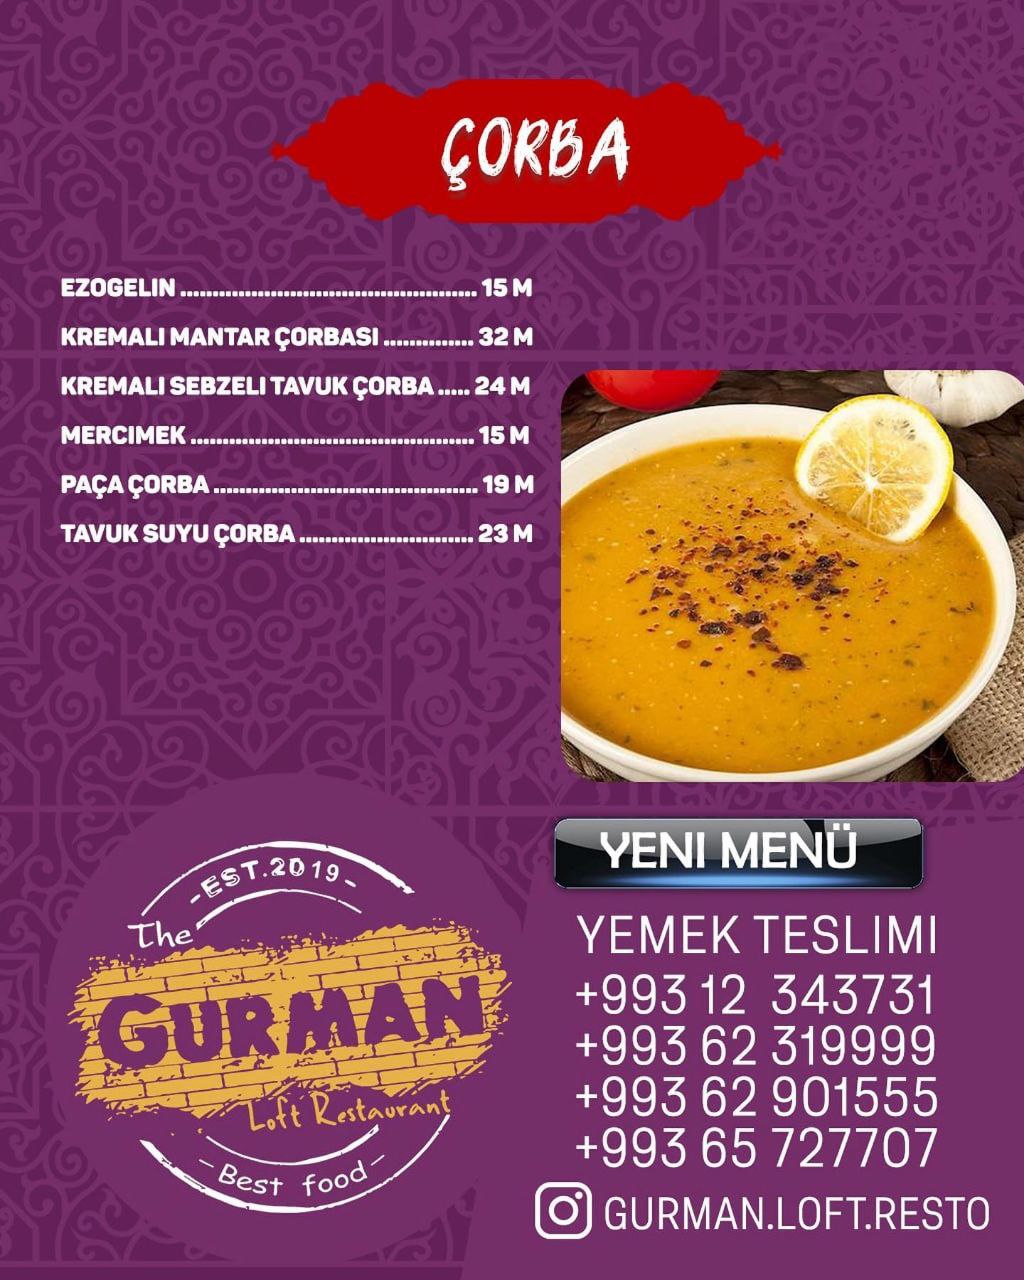 ÇORBA
EZOGELIN ............................................... 15 M
KREMALI MANTAR ÇORBASI .............. 32 M
KREMALI SEBZELI TAVUK ÇORBA ..... 24 M
MERCIMEK ............................................. 15 M
PAÇA ÇORBA .......................................... 19 M
TAVUK SUYU ÇORBA ........................... 23 M
YENI MENÜ
YEMEK TESLIMI
+993 12 343731
+993 62 319999
+993 62 901555
+993 65 727707
GURMAN.LOFT.RESTO
-EST.2019-
The
GURMAN
Loft Restaurant
- Best food -